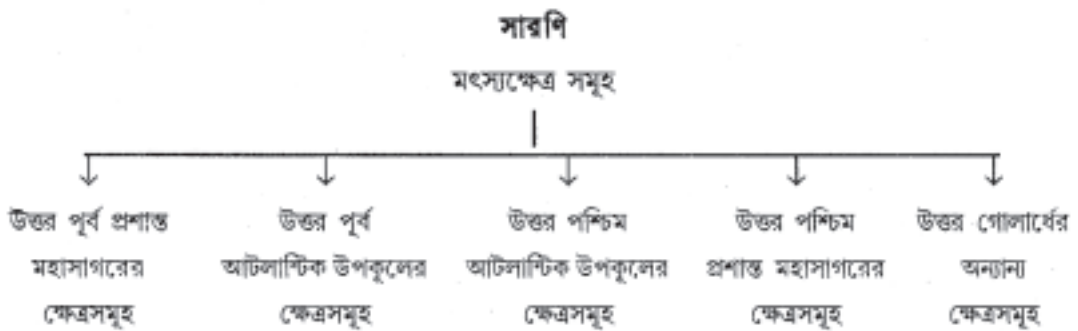 সারণি
মৎস্যক্ষেত্র সমূহ
উত্তর পূর্ব প্রশান্ত
মহাসাগরের
ক্ষেত্রসমূহ
উত্তর পূর্ব
আটলান্টিক উপকূলের
ক্ষেত্রসমূহ
উত্তর পশ্চিম
আটলান্টিক উপকূলের
ক্ষেত্রসমূহ
উত্তর পশ্চিম
প্রশান্ত মহাসাগরের
ক্ষেত্রসমূহ
উত্তর গোলার্ধের
অন্যান্য
ক্ষেত্রসমূহ